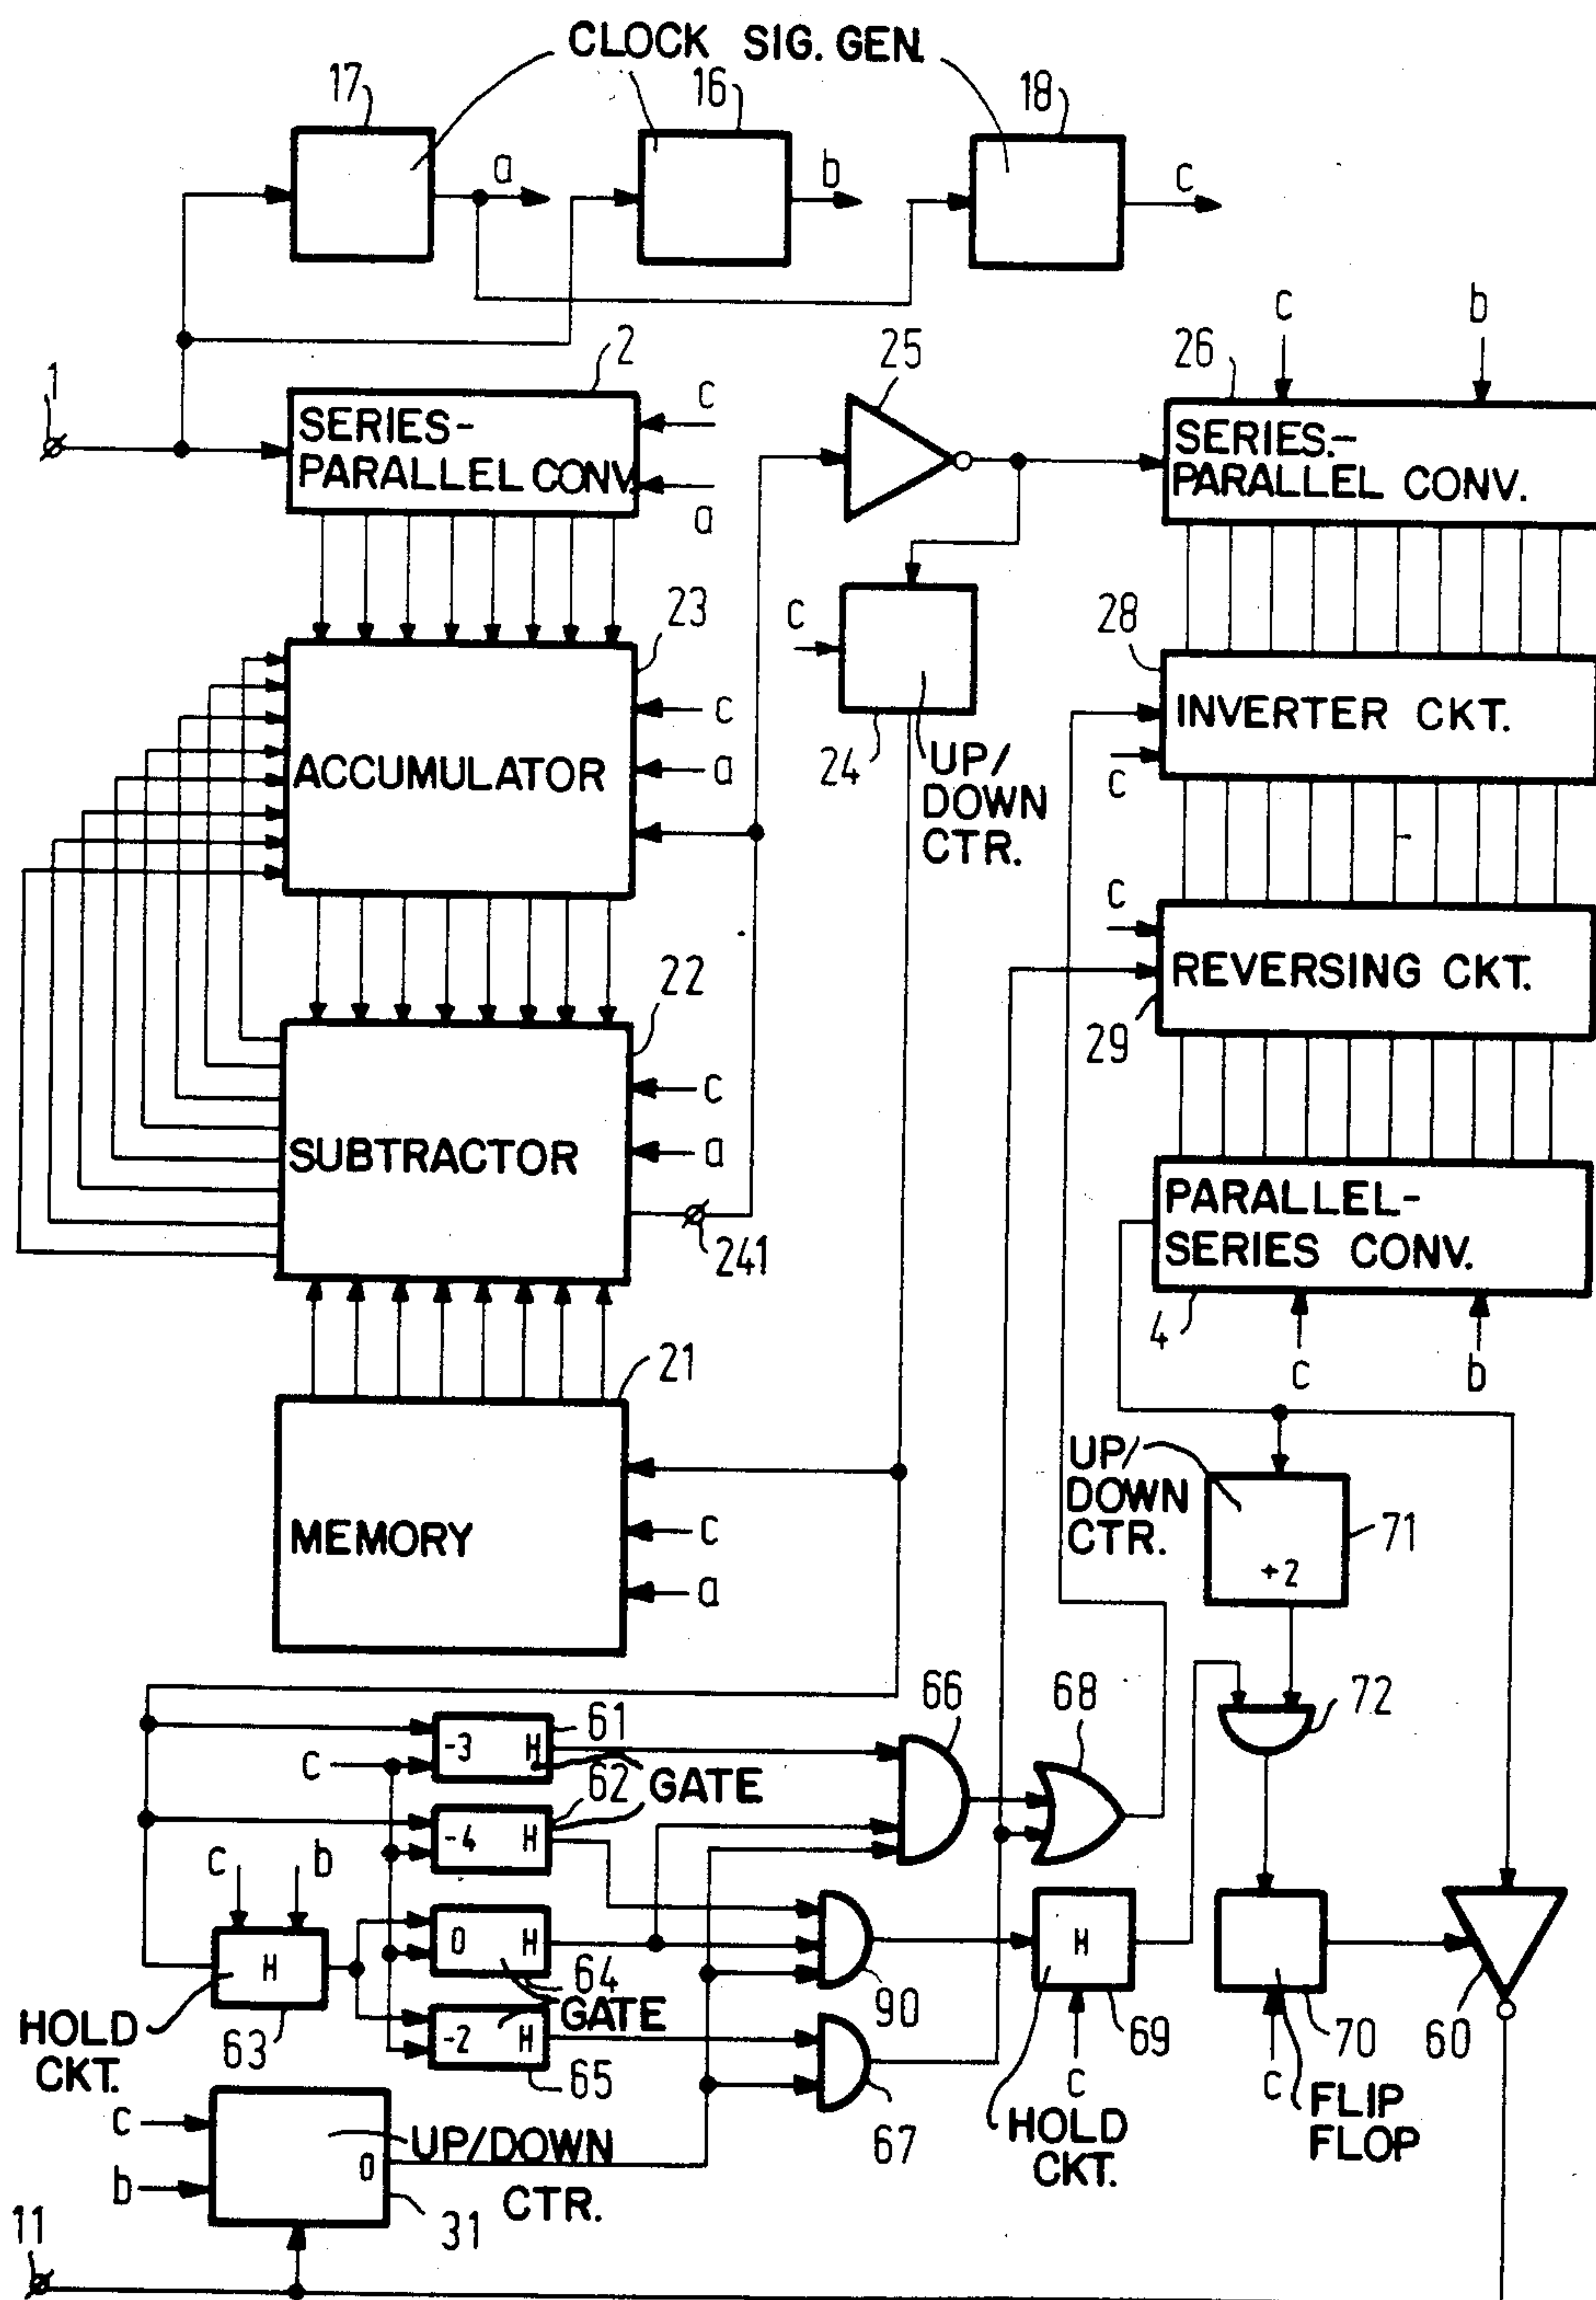 CLOCK SIG. GEN.
17
16
18
a
b
c
1
2
25
26
c
b
SERIES-
PARALLEL CONV.
c
a
SERIES.-
PARALLEL CONV.
23
c
28
ACCUMULATOR
c
a
24
UP/
DOWN
CTR.
INVERTER CKT.
c
22
c
REVERSING CKT.
29
SUBTRACTOR
c
a
241
PARALLEL-
SERIES CONV.
4
c
b
21
MEMORY
c
a
UP/
DOWN
CTR.
+2
71
66
68
72
-3 H
61
c
GATE
62
-4 H
c
b
H
HOLD
CKT.
63
0 H
64
GATE
-2 H
65
90
67
H
69
c
HOLD
CKT.
70
c
FLIP
FLOP
60
c
b
0
UP/DOWN
CTR.
31
11